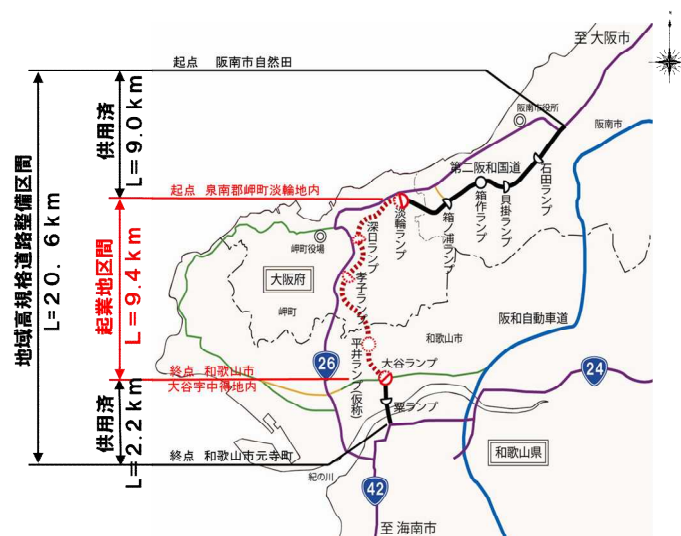 至 大阪市
起点 阪南市自然田
阪南市役所
阪南市
供用済
L=9.0km
第二阪和国道
石田ランプ
貝掛ランプ
箱作ランプ
箱ノ浦ランプ
淡輪ランプ
起点 泉南郡岬町淡輪地内
深日ランプ
岬町役場
大阪府
孝子ランプ
岬町
地域高規格道路整備区間
L=20.6km
起業地区間
L=9.4km
和歌山市
阪和自動車道
平井ランプ(仮称)
大谷ランプ
26
24
終点 和歌山市
大谷字中得地内
供用済
L=2.2km
粟ランプ
和歌山県
終点 和歌山市元寺町
紀の川
42
至 海南市